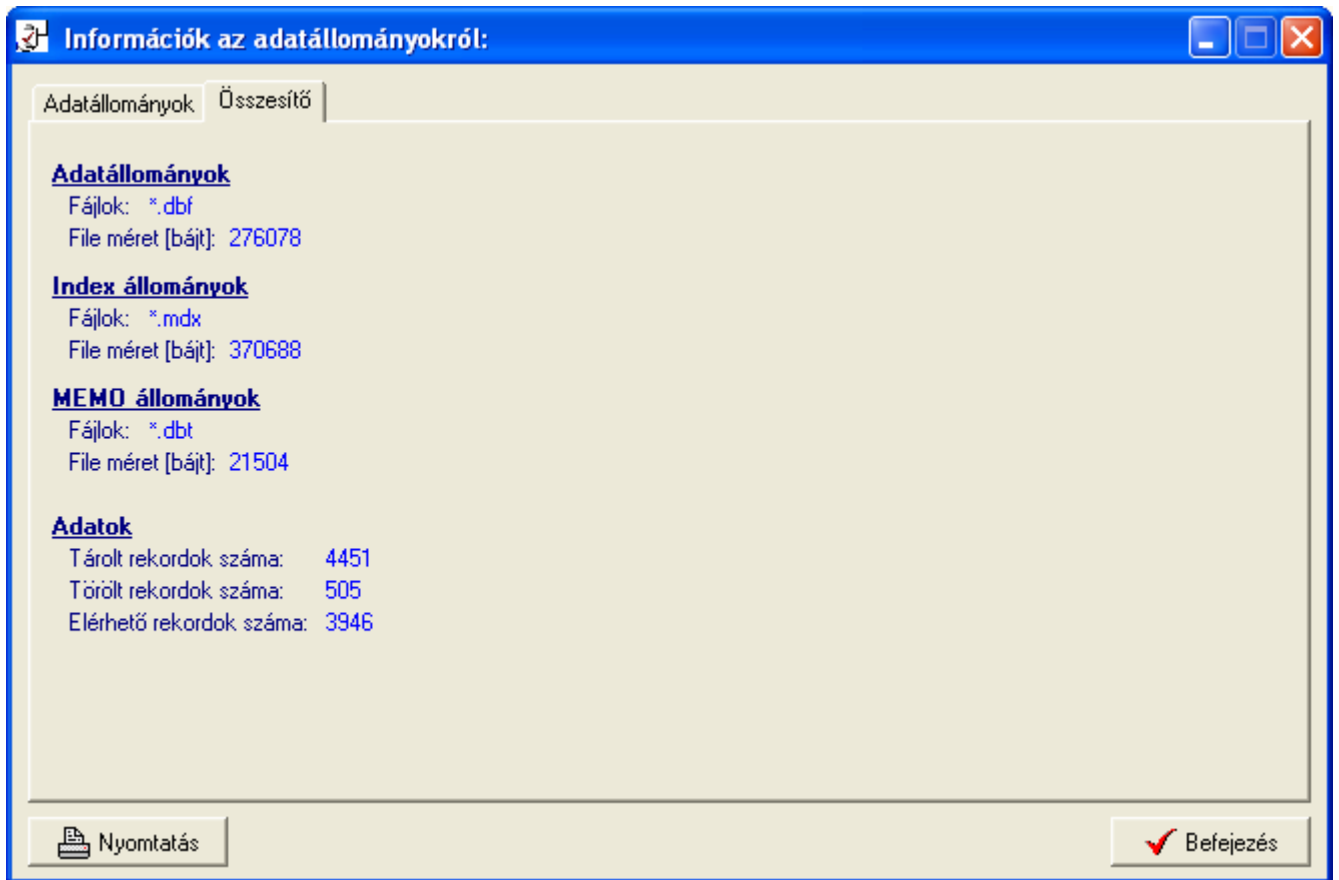 Információk az adatállományokról:
Adatállományok Összesítő
Adatállományok
Fájlok: *.dbf
File méret [bájt]: 276078
Index állományok
Fájlok: *.mdx
File méret [bájt]: 370688
MEMO állományok
Fájlok: *.dbt
File méret [bájt]: 21504
Adatok
Tárolt rekordok száma: 4451
Törölt rekordok száma: 505
Elérhető rekordok száma: 3946
Nyomtatás Befejezés